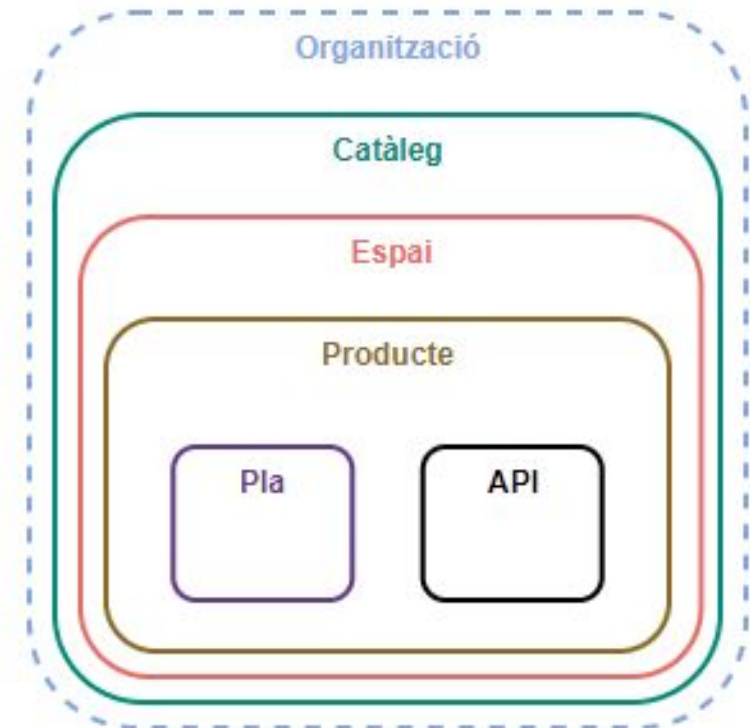 Organització
Catàleg
Espai
Producte
Pla
API